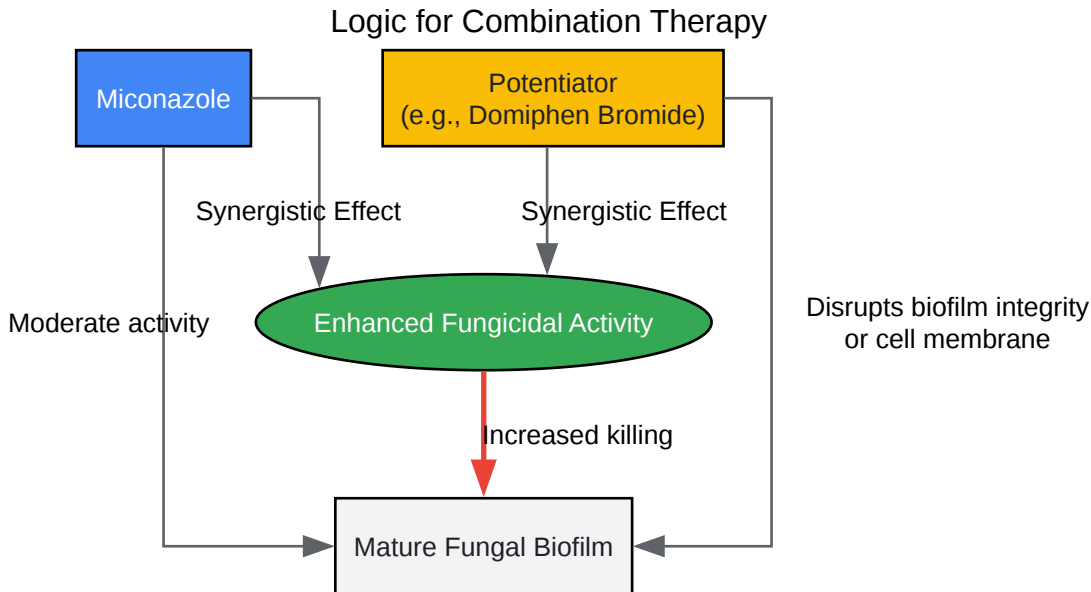 Logic for Combination Therapy
Miconazole
Potentiator
(e.g., Domiphen Bromide)
Synergistic Effect
Synergistic Effect
Moderate activity
Enhanced Fungicidal Activity
Disrupts biofilm integrity
or cell membrane
Increased killing
Mature Fungal Biofilm